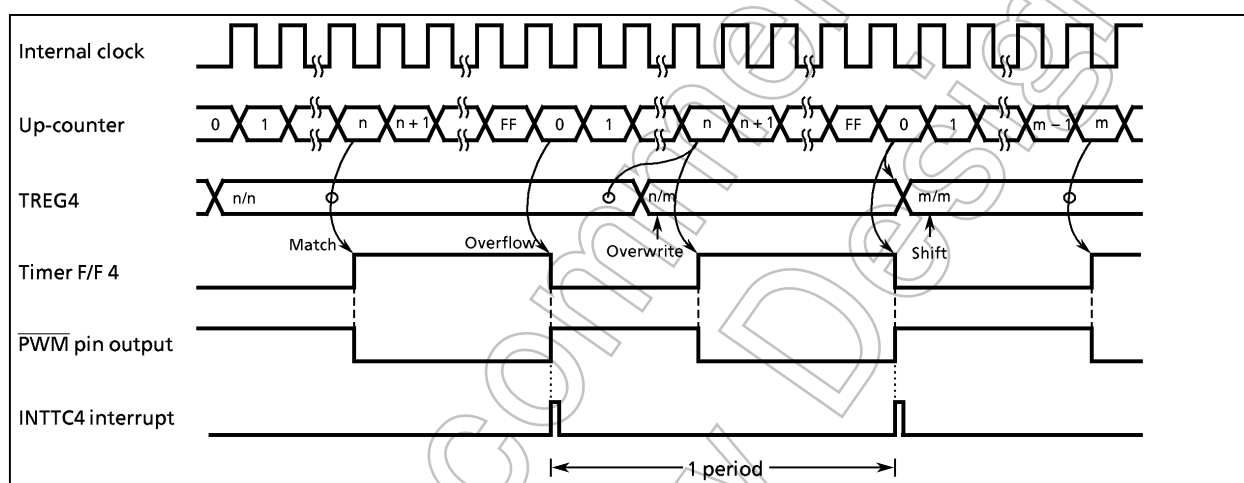 Internal clock
Up-counter
0 1 n n + 1 FF 0 1 n n + 1 FF 0 1 m – 1 m
TREG4
n/n n/m m/m
Match Overflow Overwrite Shift
Timer F/F 4
PWM pin output
INTTC4 interrupt
1 period